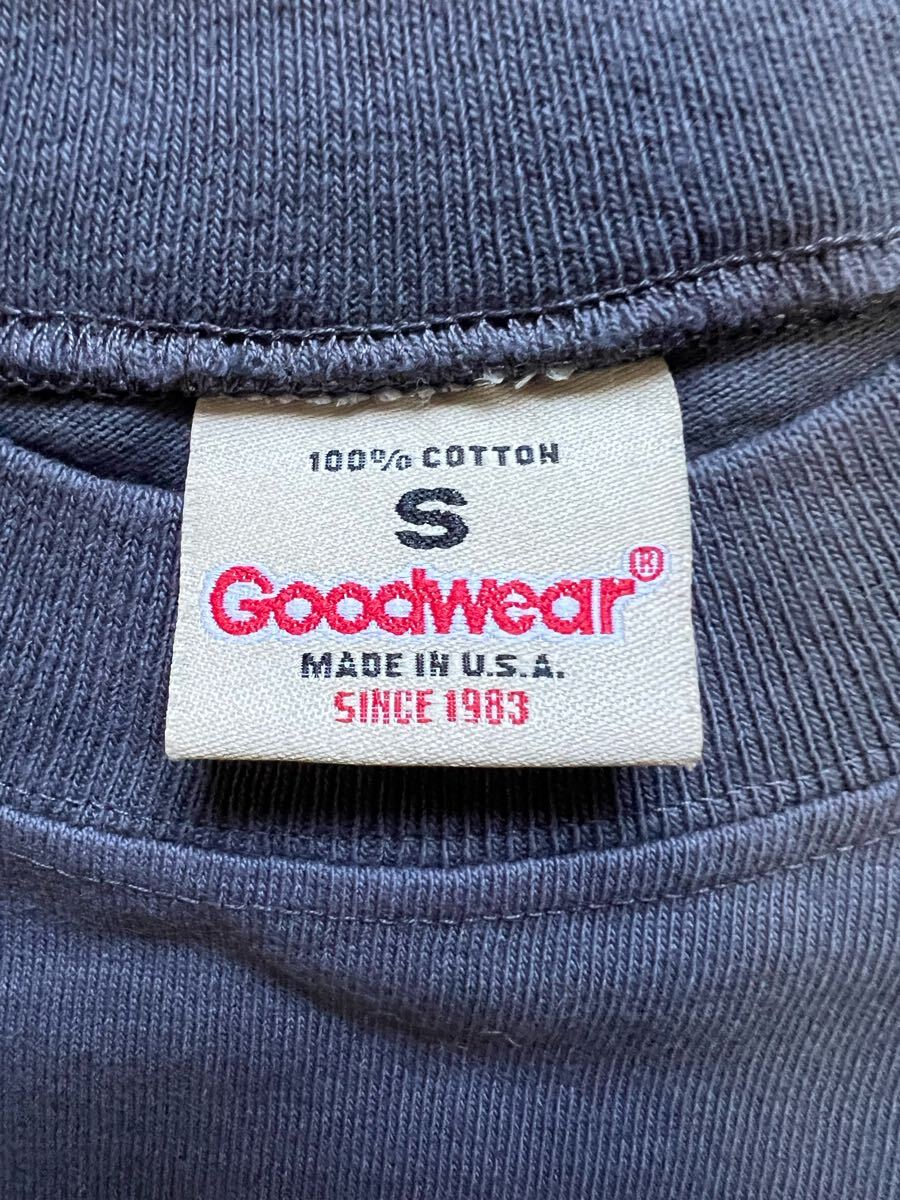 100% COTTON
S
Goodwear®
MADE IN U.S.A.
SINCE 1983